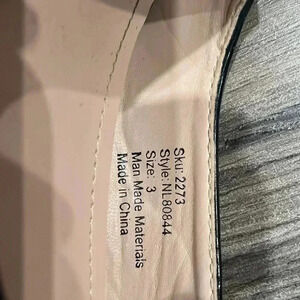 Sku: 2273
Style: NL80844
Size: 3
Man Made Materials
Made in China